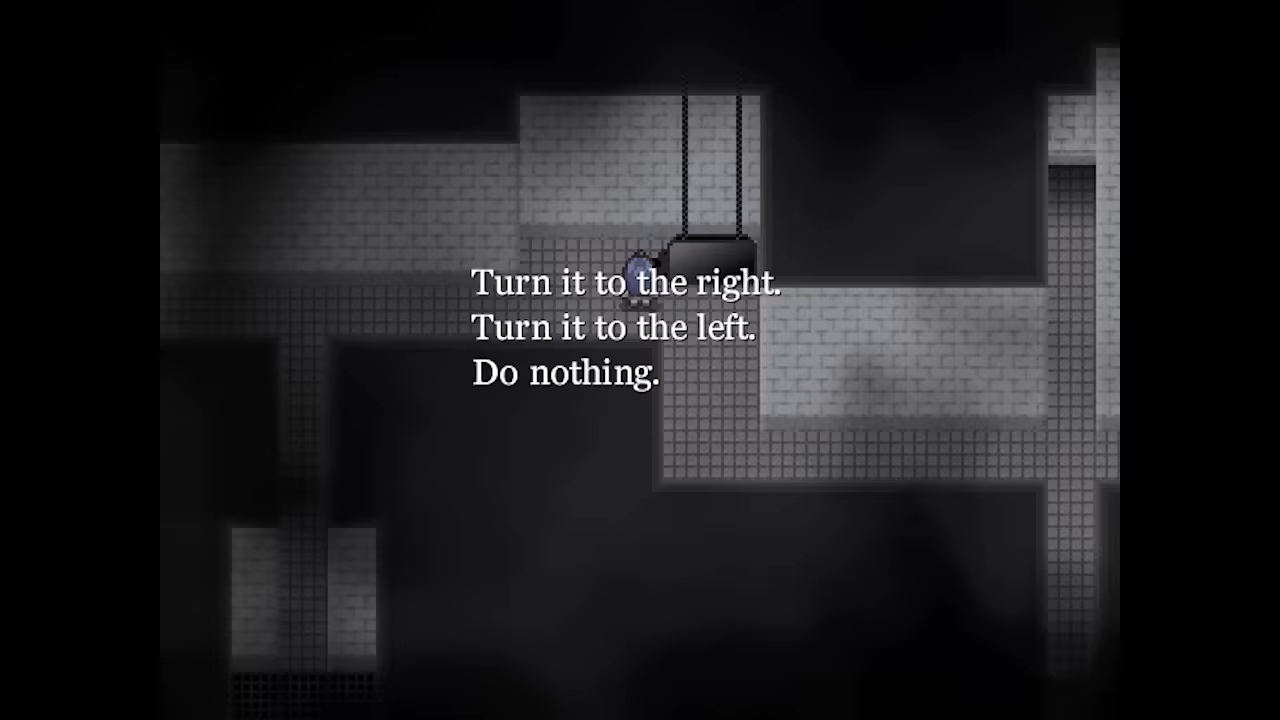 Turn it to the right.
Turn it to the left.
Do nothing.